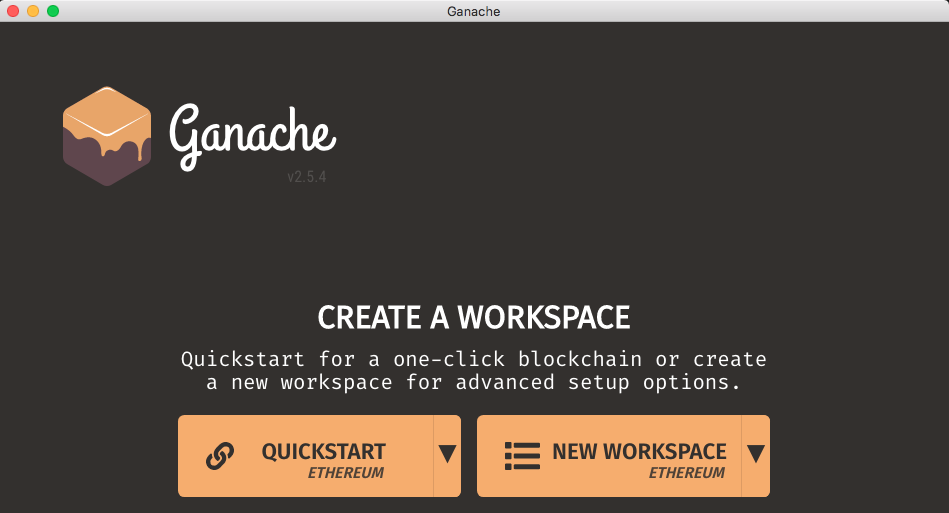 Ganache
Ganache
v2.5.4
CREATE A WORKSPACE
Quickstart for a one-click blockchain or create
a new workspace for advanced setup options.
QUICKSTART
ETHEREUM
NEW WORKSPACE
ETHEREUM